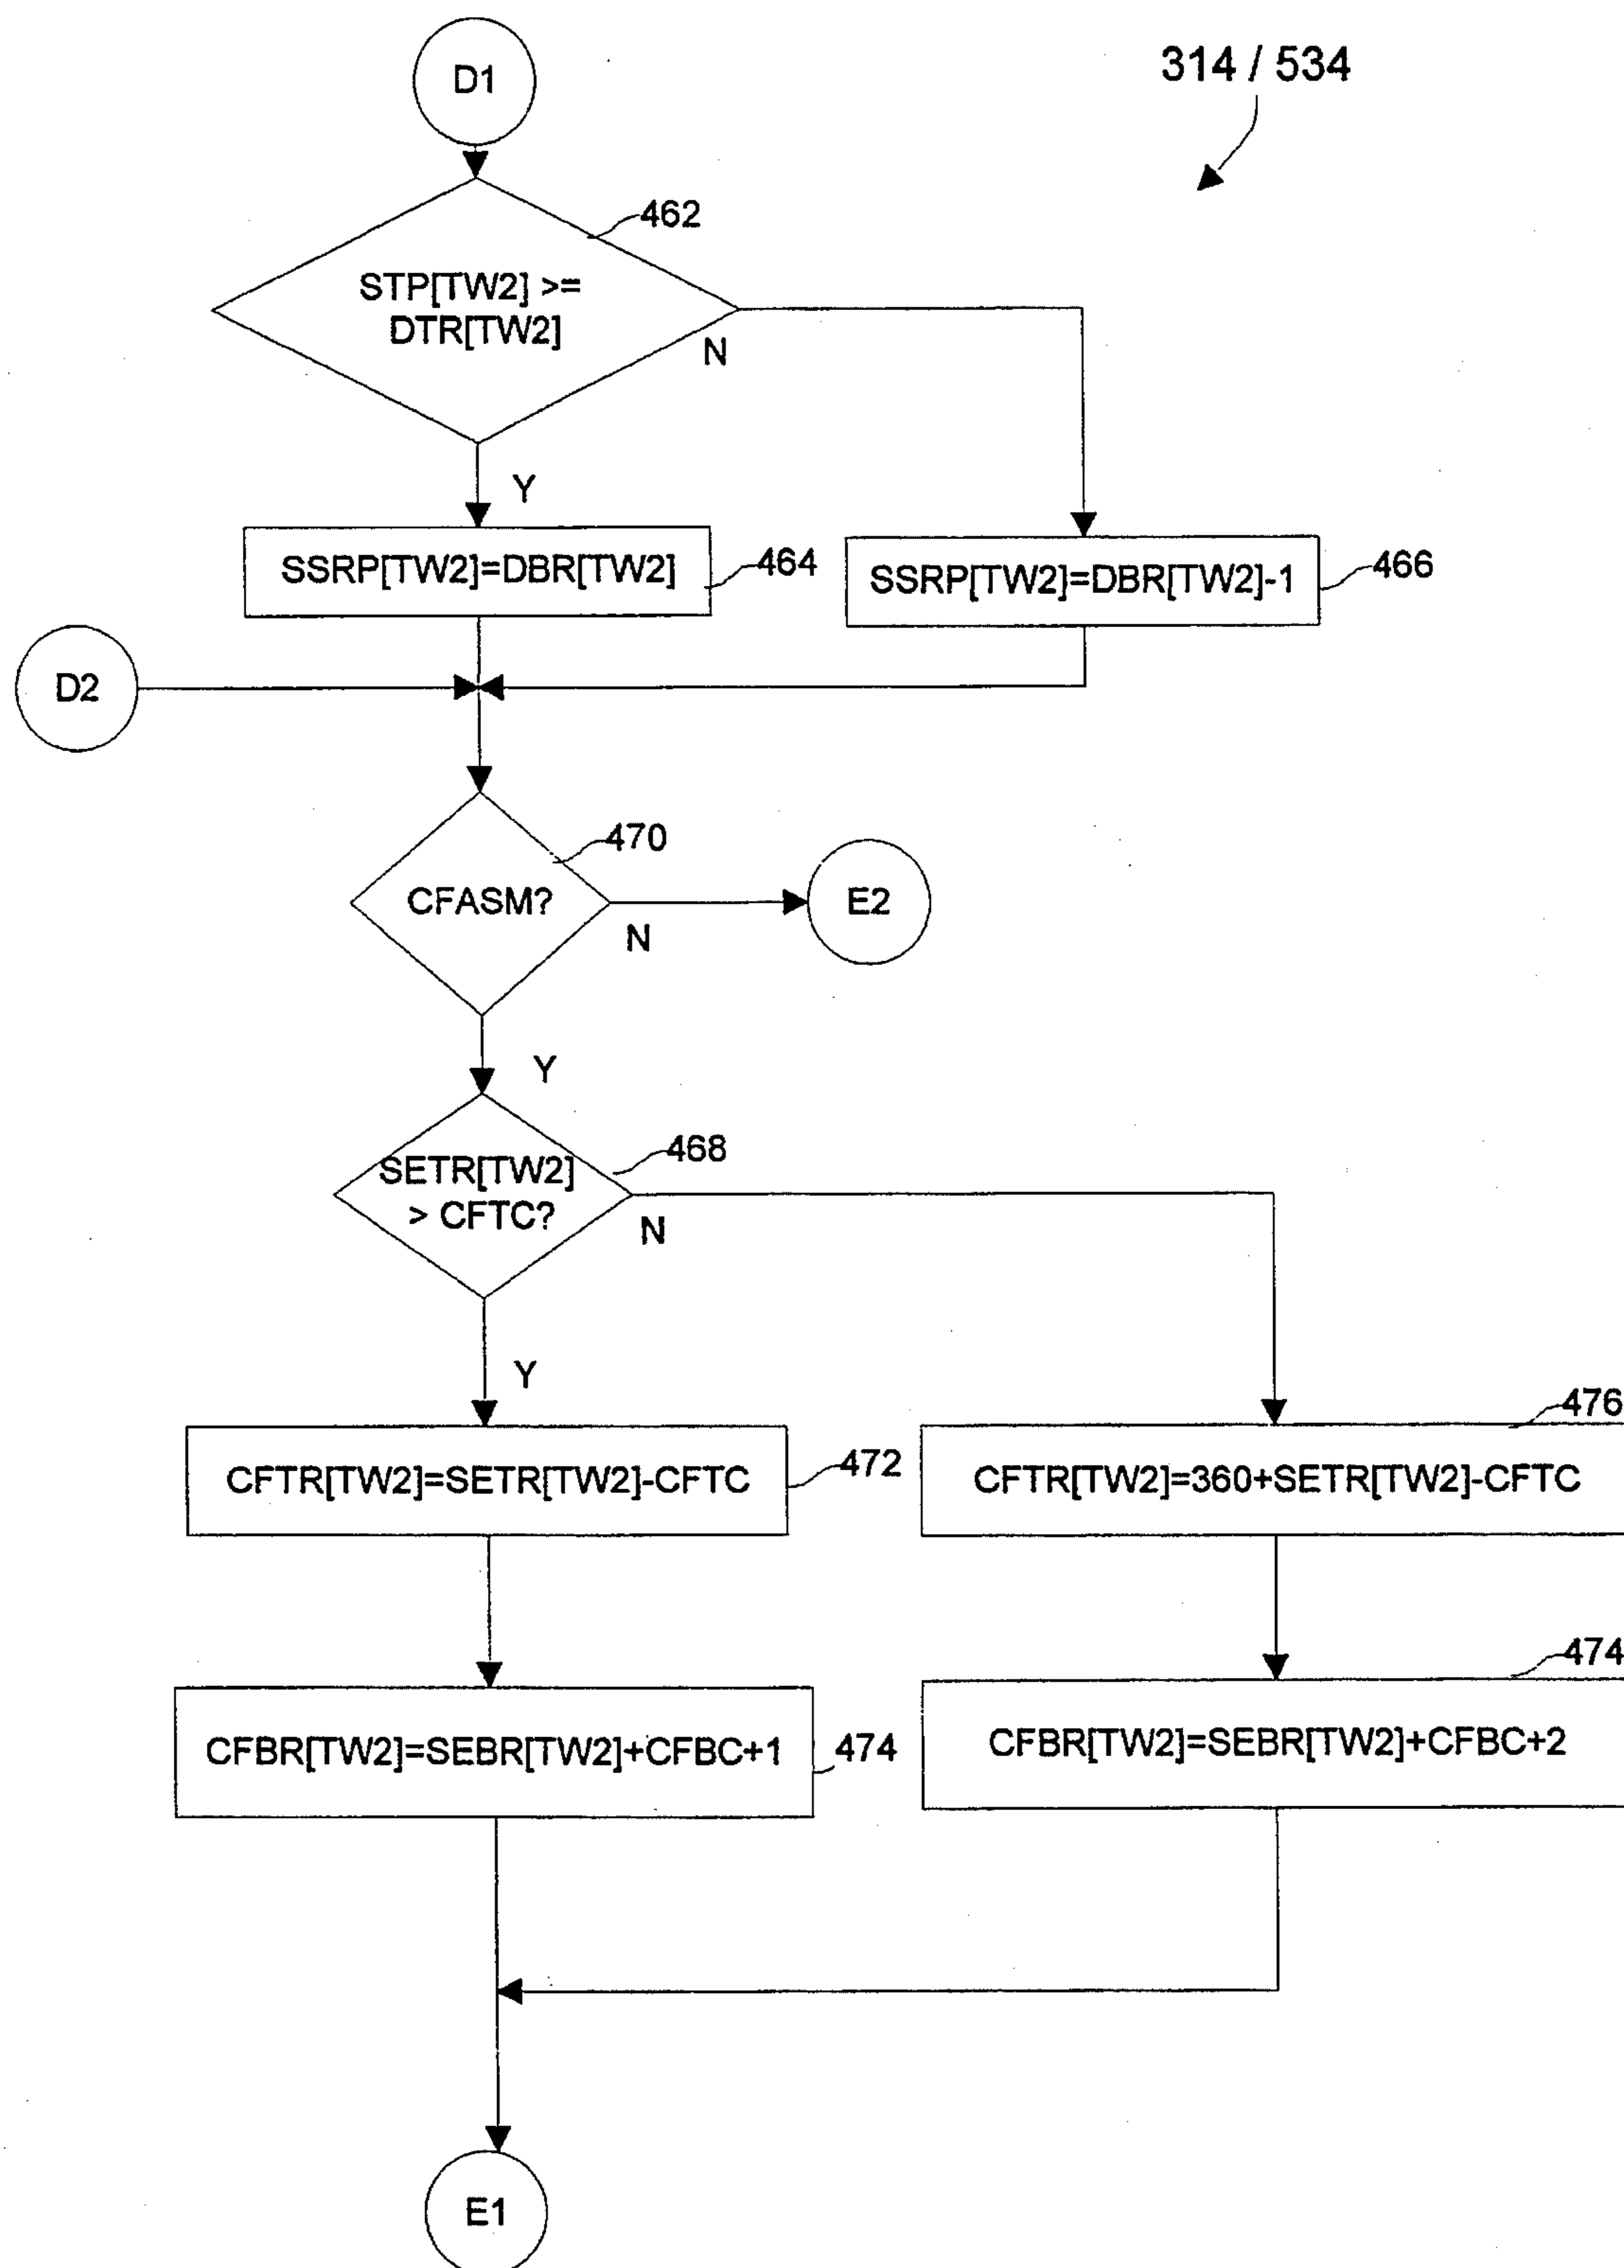 D1
314 / 534
462
STP[TW2] >=
DTR[TW2]
N
Y
SSRP[TW2]=DBR[TW2]
464
SSRP[TW2]=DBR[TW2]-1
466
D2
470
CFASM?
N
E2
Y
468
SETR[TW2]
> CFTC?
N
Y
476
CFTR[TW2]=SETR[TW2]-CFTC
472
CFTR[TW2]=360+SETR[TW2]-CFTC
474
CFBR[TW2]=SEBR[TW2]+CFBC+1
474
CFBR[TW2]=SEBR[TW2]+CFBC+2
E1